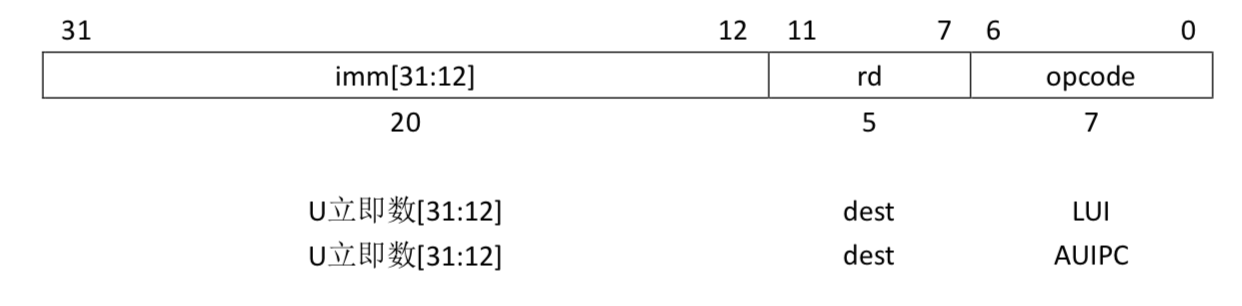 31 12 11 7 6 0
imm[31:12] rd opcode
20 5 7
U立即数[31:12] dest LUI
U立即数[31:12] dest AUIPC